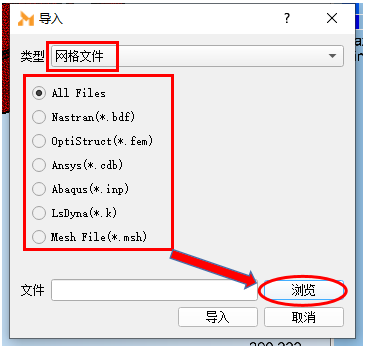 导入
类型 网格文件
All Files
Nastran(*.bdf)
OptiStruct(*.fem)
Ansys(*.cdb)
Abaqus(*.inp)
LsDyna(*.k)
Mesh File(*.msh)
文件 浏览
导入 取消